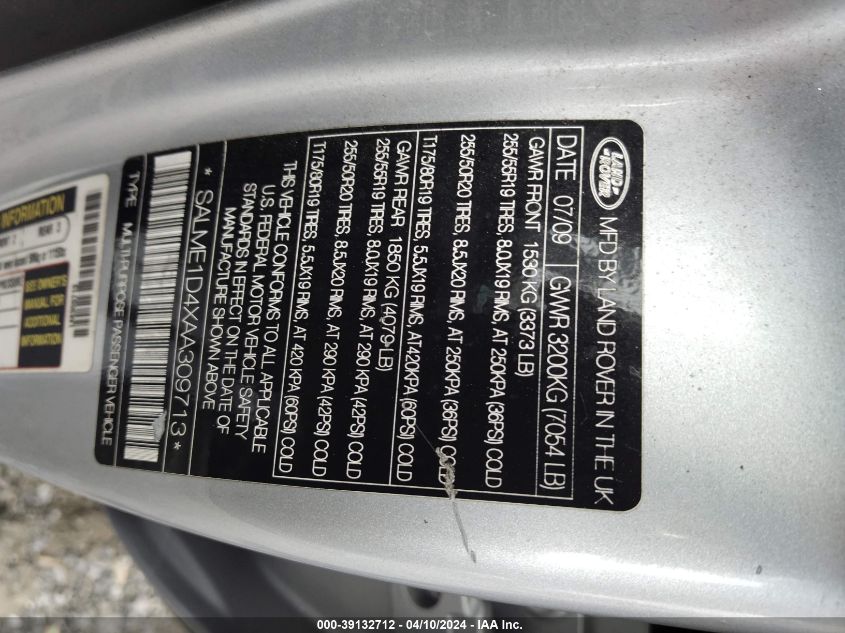 LAND
ROVER
MFD BY LAND ROVER IN THE UK
DATE 07/09 GVWR 3200KG (7054 LB)
GAWR FRONT 1530 KG (3373 LB)
255/55R19 TIRES, 8.0JX19 RIMS, AT 250KPA (36PSI) COLD
255/50R20 TIRES, 8.5JX20 RIMS, AT 250KPA (36PSI) COLD
T175/80R19 TIRES, 5.5JX19 RIMS, AT420KPA (60PSI) COLD
GAWR REAR 1850 KG (4079 LB)
255/55R19 TIRES, 8.0JX19 RIMS, AT 290 KPA (42PSI) COLD
255/50R20 TIRES, 8.5JX20 RIMS, AT 290 KPA (42PSI) COLD
T175/80R19 TIRES, 5.5JX19 RIMS, AT 420 KPA (60PSI) COLD
THIS VEHICLE CONFORMS TO ALL APPLICABLE
U.S. FEDERAL MOTOR VEHICLE SAFETY
STANDARDS IN EFFECT ON THE DATE OF
MANUFACTURE SHOWN ABOVE
* SALME1D4XAA309713 *
TYPE: MULTI-PURPOSE PASSENGER VEHICLE
INFORMATION
REAR 3
SEE OWNER'S
MANUAL FOR
ADDITIONAL
INFORMATION
000-39132712 - 04/10/2024 - IAA Inc.